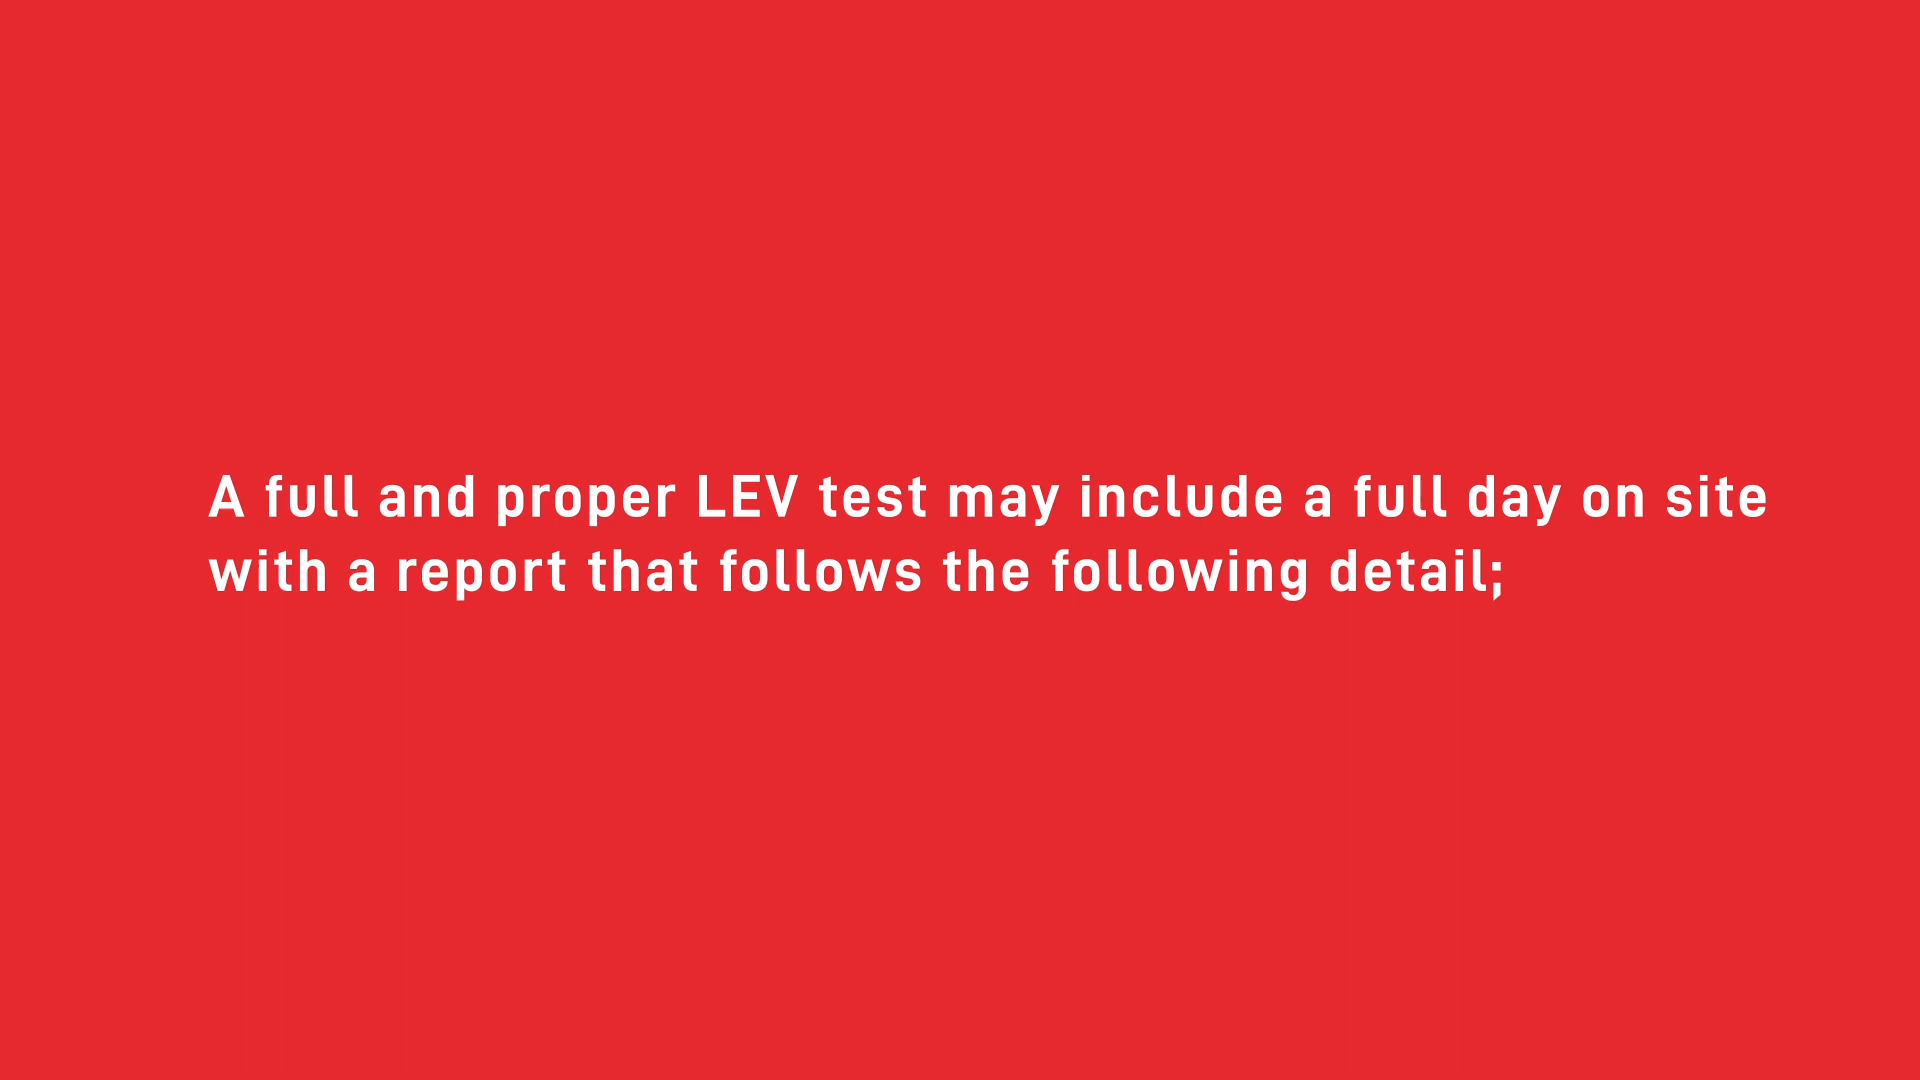 A full and proper LEV test may include a full day on site
with a report that follows the following detail;